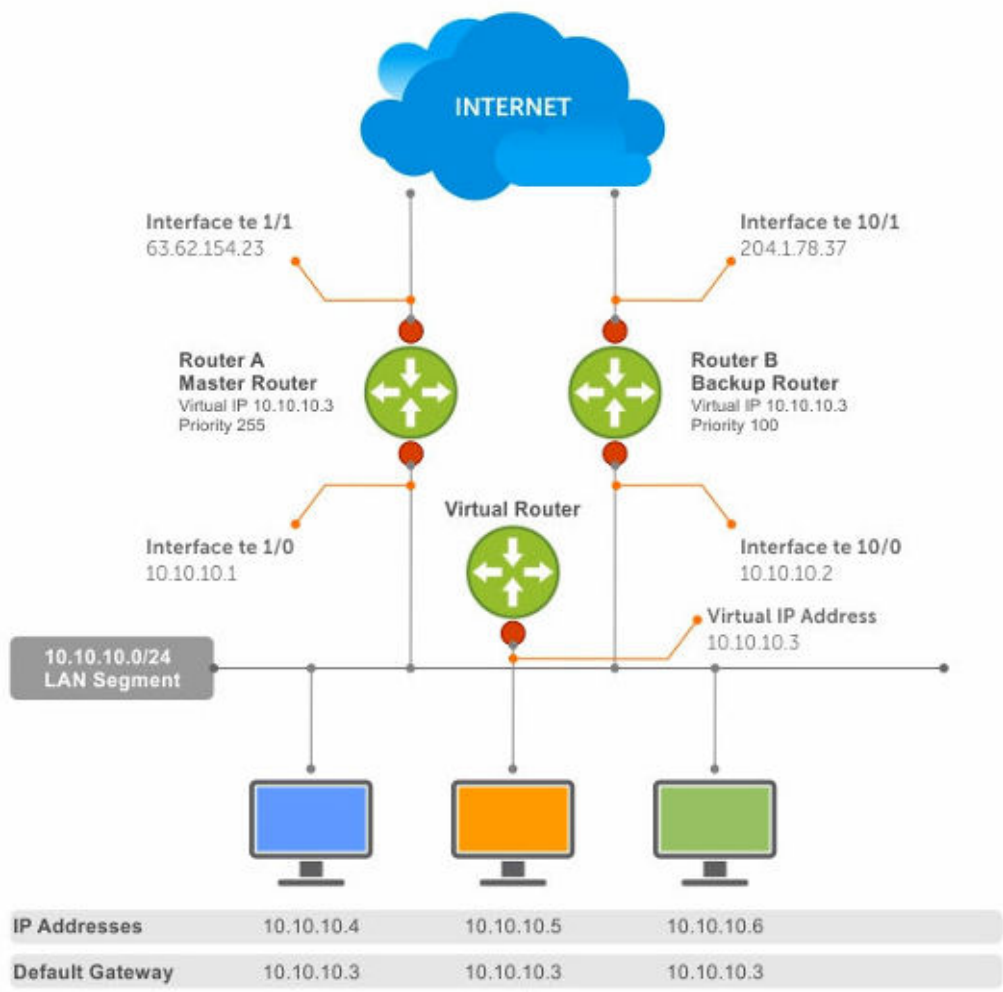 INTERNET
Interface te 1/1
63.62.154.23
Interface te 10/1
204.1.78.37
Router A
Master Router
Virtual IP 10.10.10.3
Priority 255
Router B
Backup Router
Virtual IP 10.10.10.3
Priority 100
Virtual Router
Interface te 1/0
10.10.10.1
Interface te 10/0
10.10.10.2
Virtual IP Address
10.10.10.3
10.10.10.0/24
LAN Segment
IP Addresses 10.10.10.4 10.10.10.5 10.10.10.6
Default Gateway 10.10.10.3 10.10.10.3 10.10.10.3